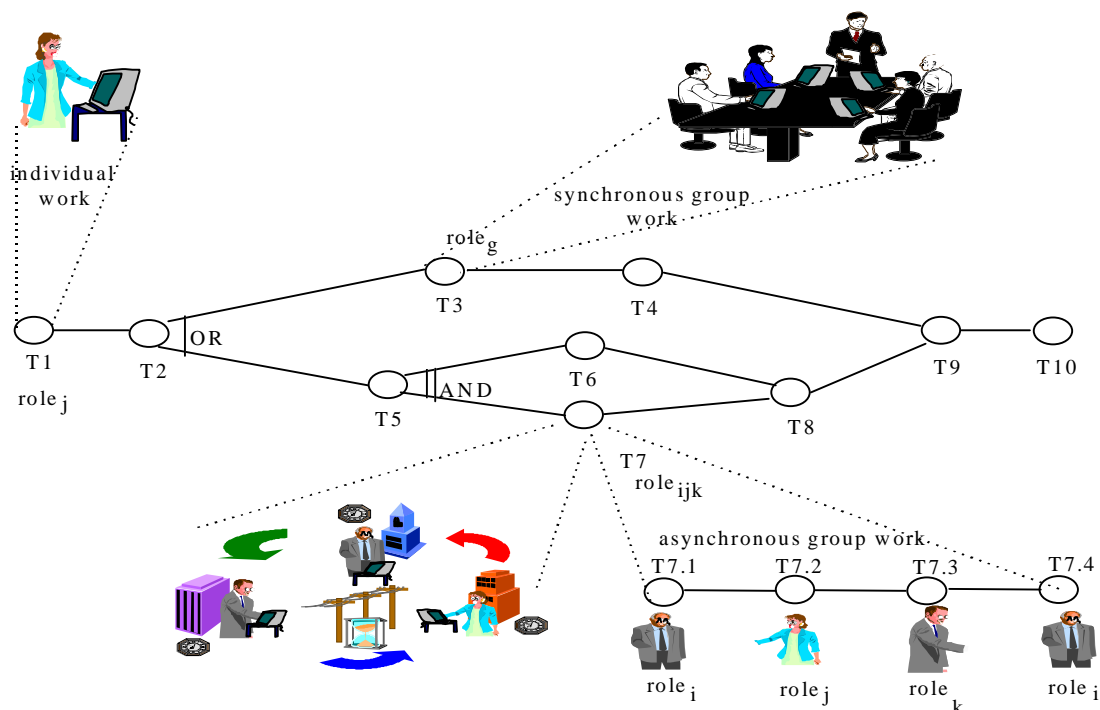 individual
work
synchronous group
work
role g
T3
T4
T1
role j
T2
OR
T5
AND
T6
T8
T9
T10
T7
role ijk
asynchronous group work
T7.1
T7.2
T7.3
T7.4
role i
role j
role k
role i